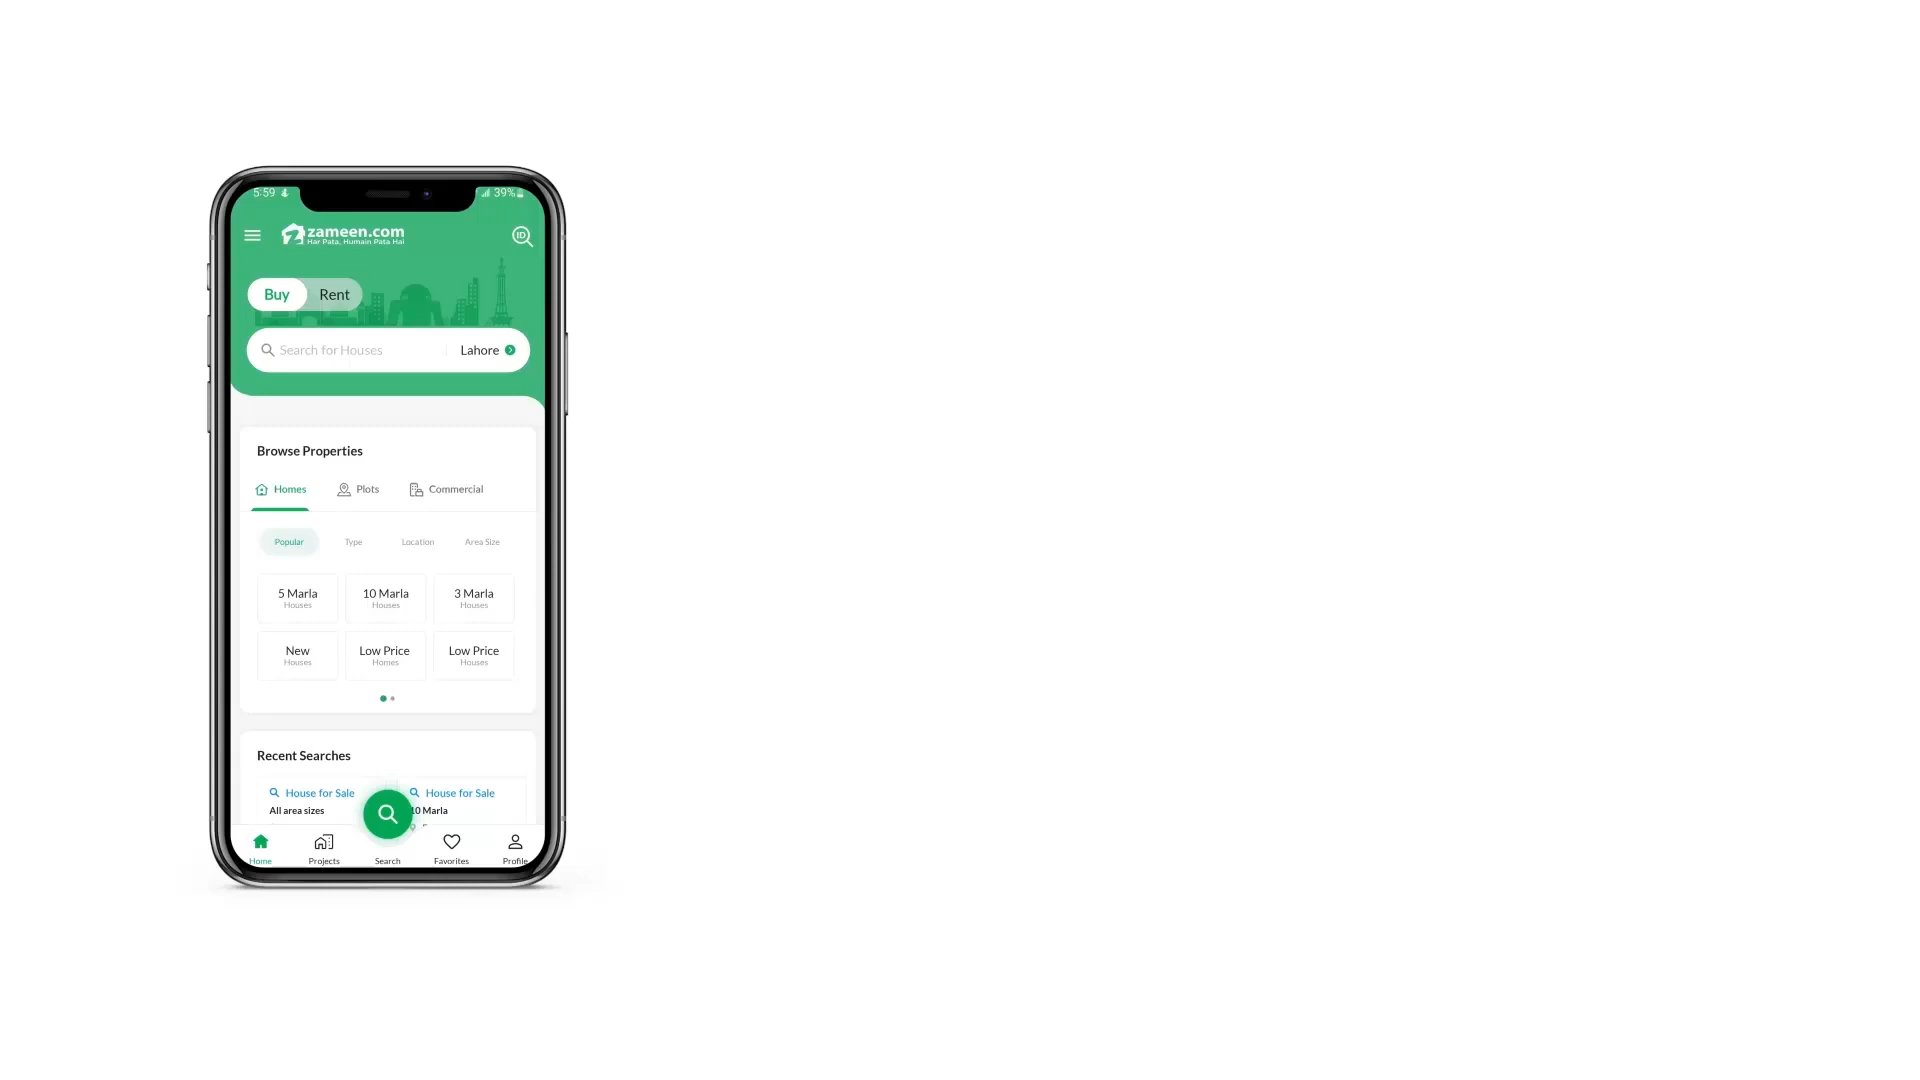 5:59
39%
zameen.com
Har Pata, Humain Pata Hai
ID
Buy Rent
Search for Houses Lahore
Browse Properties
Homes Plots Commercial
Popular Type Location Area Size
5 Marla 10 Marla 3 Marla
Houses Houses Houses
New Low Price Low Price
Houses Homes Houses
Recent Searches
House for Sale House for Sale
All area sizes 10 Marla
Home Projects Search Favorites Profile